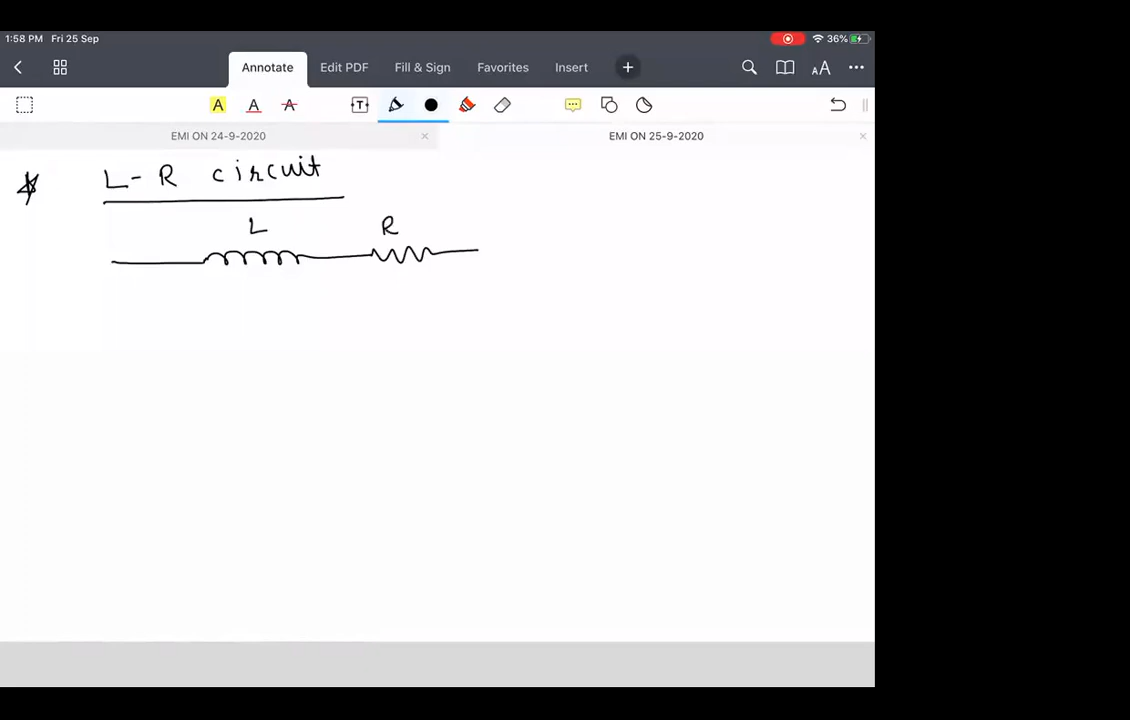 1:58 PM Fri 25 Sep 36%
Annotate Edit PDF Fill & Sign Favorites Insert
AA
A A A T
EMI ON 24-9-2020 EMI ON 25-9-2020
L-R circuit
L R